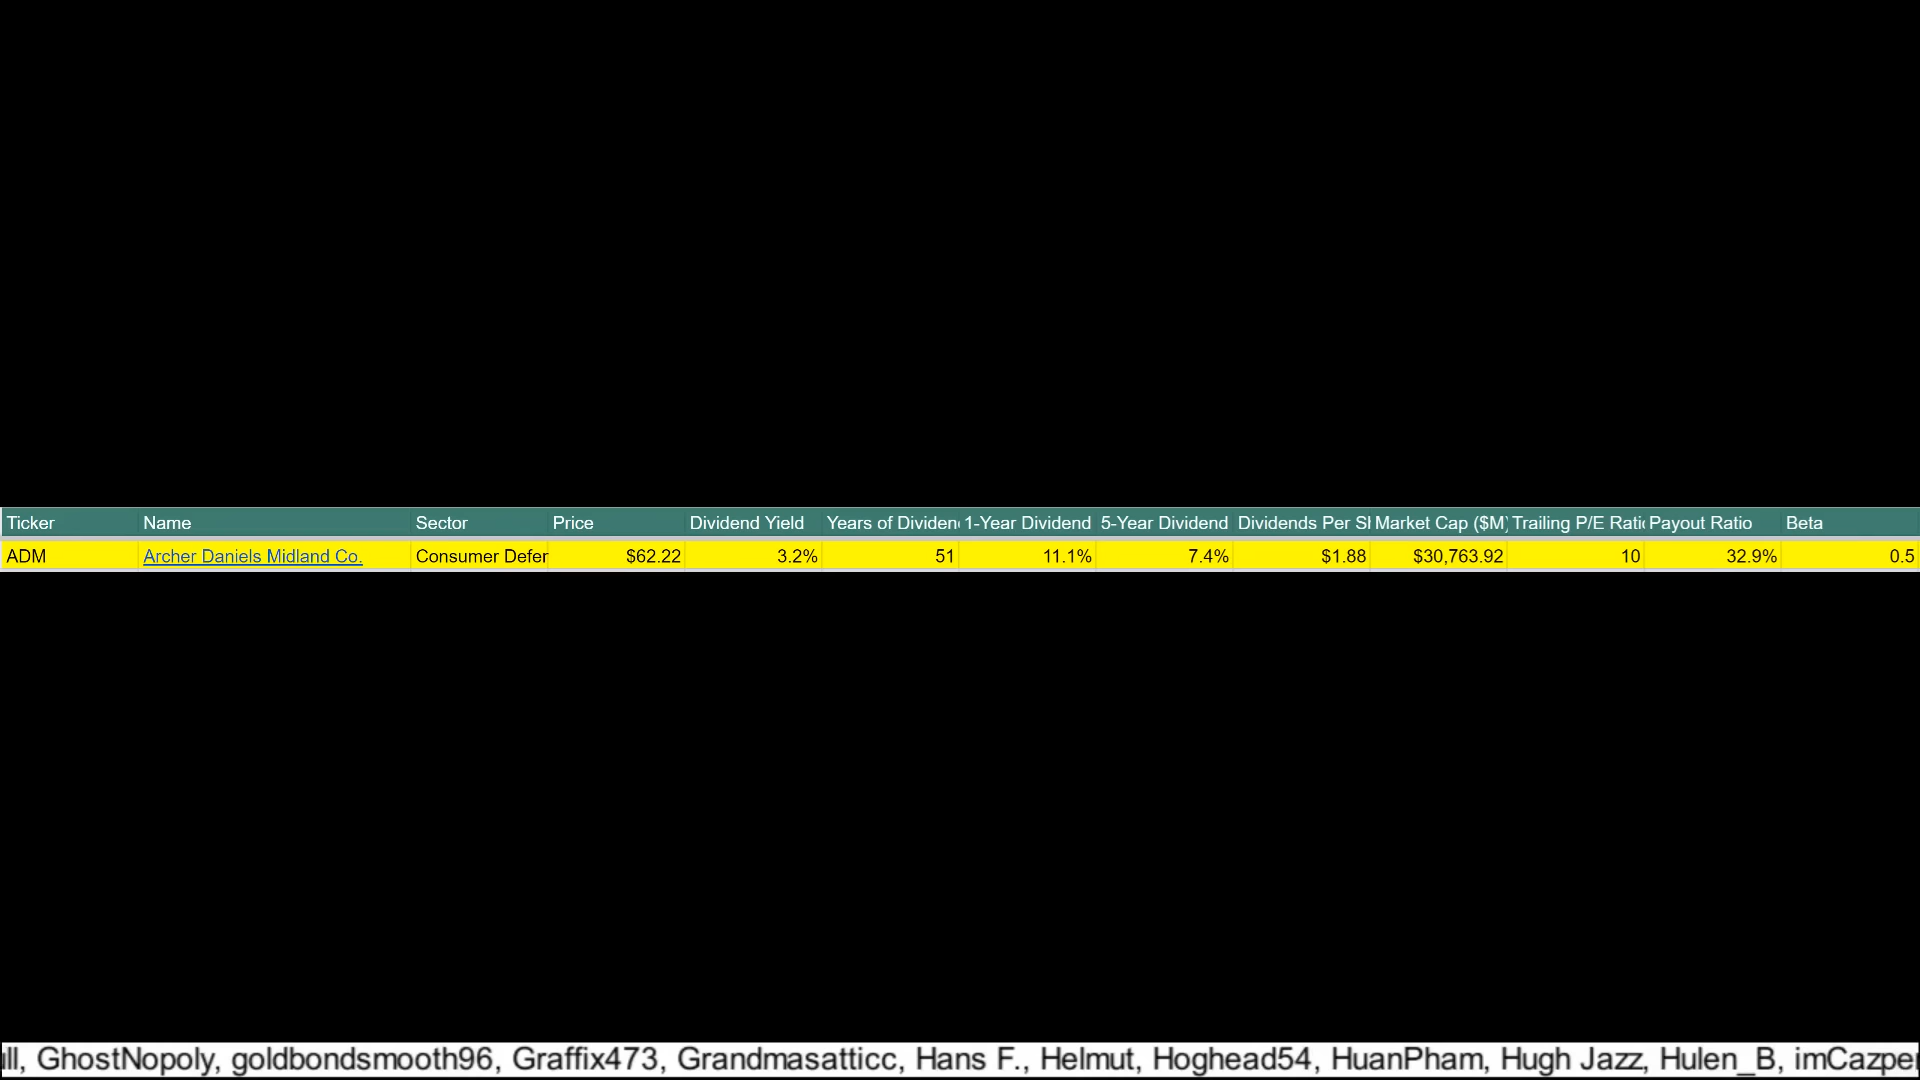 Ticker Name Sector Price Dividend Yield Years of Dividen 1-Year Dividend 5-Year Dividend Dividends Per Sl Market Cap ($M) Trailing P/E Rati Payout Ratio Beta
ADM Archer Daniels Midland Co. Consumer Defer $62.22 3.2% 51 11.1% 7.4% $1.88 $30,763.92 10 32.9% 0.5
ll, GhostNopoly, goldbondsmooth96, Graffix473, Grandmasatticc, Hans F., Helmut, Hoghead54, HuanPham, Hugh Jazz, Hulen_B, imCazper